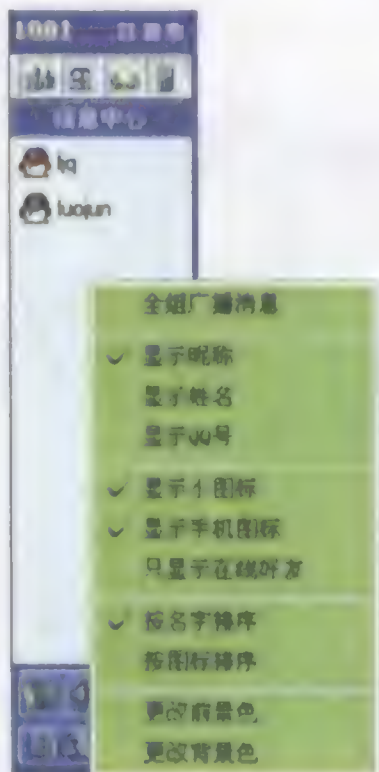 1001
信息中心
ljq
luojun
全组广播消息
显示昵称
显示姓名
显示QQ号
显示个图标
显示手机图标
只显示在线好友
按名字排序
按图标排序
更改前景色
更改背景色